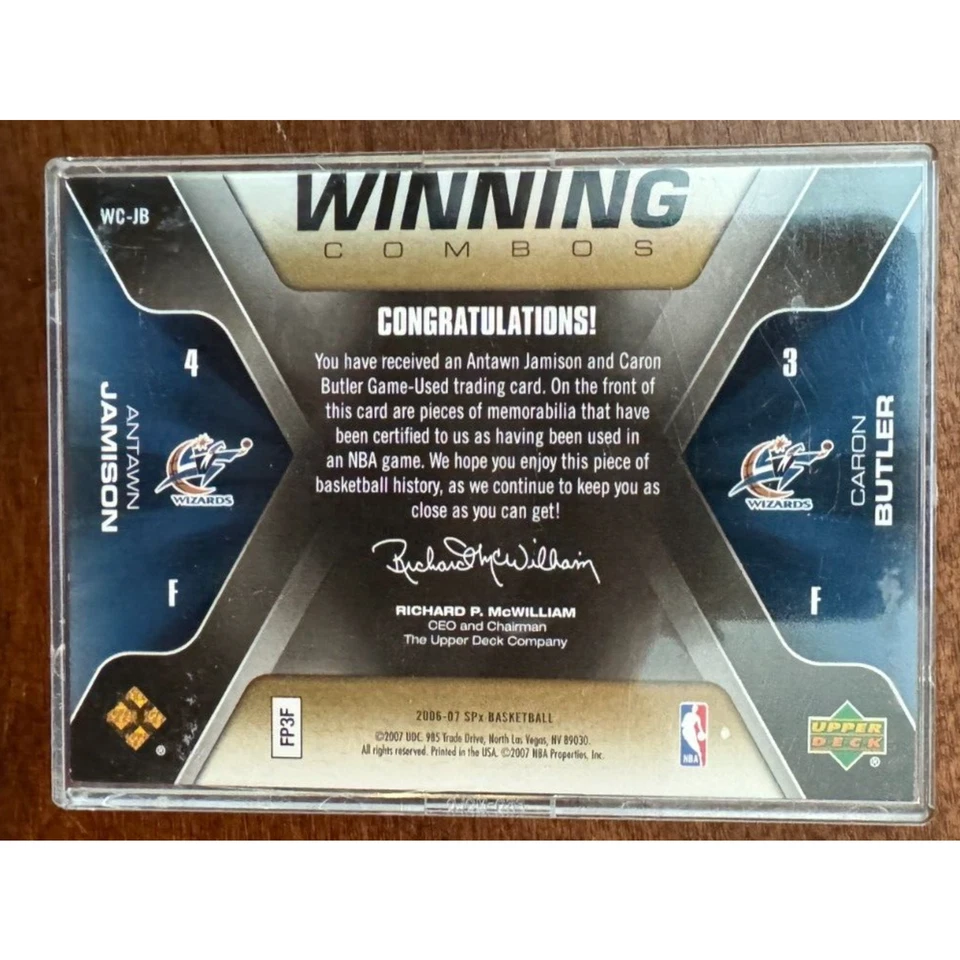 WC-JB
WINNING
COMBOS
CONGRATULATIONS!
You have received an Antawn Jamison and Caron
Butler Game-Used trading card. On the front of
this card are pieces of memorabilia that have
been certified to us as having been used in
an NBA game. We hope you enjoy this piece of
basketball history, as we continue to keep you as
close as you can get!
Richard McWilliam
RICHARD P. McWILLIAM
CEO and Chairman
The Upper Deck Company
4
ANTAWN
JAMISON
WIZARDS
F
3
CARON
BUTLER
WIZARDS
F
®
FP3F
2006-07 SPx BASKETBALL
©2007 UDC. 985 Trade Drive, North Las Vegas, NV 89030.
All rights reserved. Printed in the USA. ©2007 NBA Properties, Inc.
NBA
UPPER
DECK
®